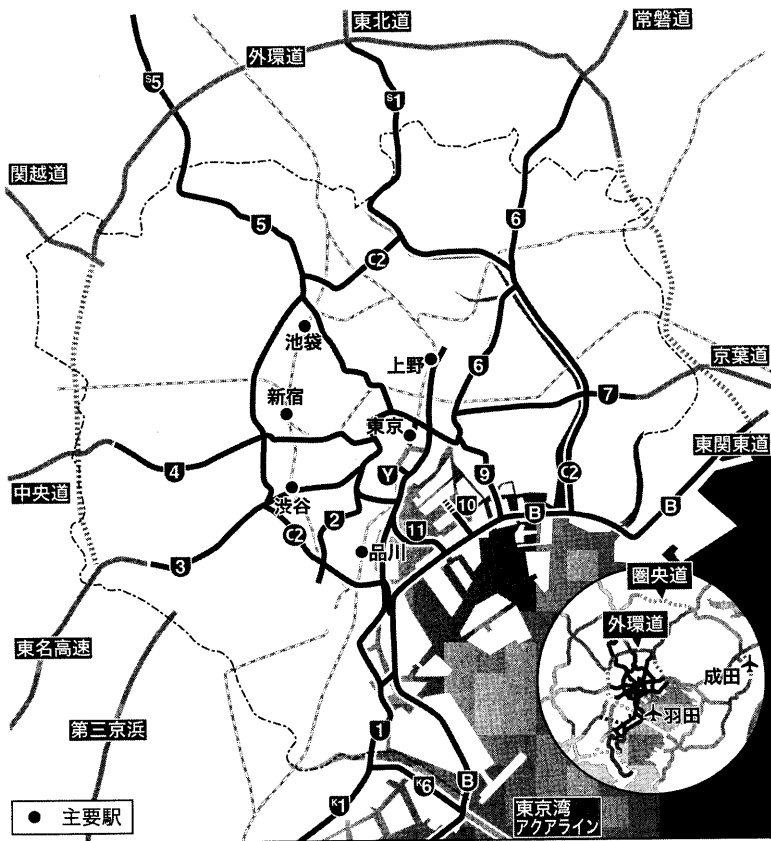 東北道
常磐道
外環道
S5
S1
関越道
5
6
C2
池袋
上野
6
京葉道
新宿
7
東京
東関東道
4
Y
9
C2
中央道
渋谷
10
B
B
2
11
C2
品川
3
圏央道
外環道
東名高速
成田
羽田
第三京浜
1
B
K6
K1
東京湾
アクアライン
主要駅